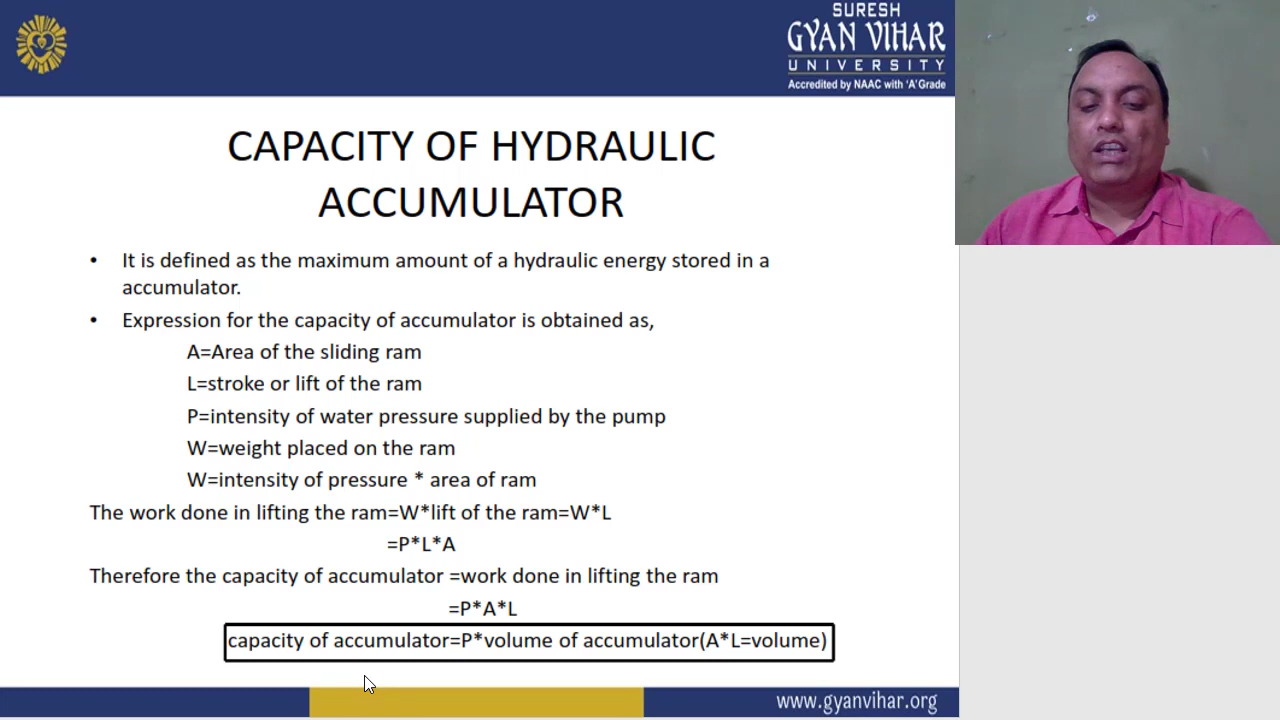 SURESH
GYAN VIHAR
UNIVERSITY
Accredited by NAAC with 'A' Grade
CAPACITY OF HYDRAULIC
ACCUMULATOR
• It is defined as the maximum amount of a hydraulic energy stored in a
accumulator.
• Expression for the capacity of accumulator is obtained as,
A=Area of the sliding ram
L=stroke or lift of the ram
P=intensity of water pressure supplied by the pump
W=weight placed on the ram
W=intensity of pressure * area of ram
The work done in lifting the ram=W*lift of the ram=W*L
=P*L*A
Therefore the capacity of accumulator =work done in lifting the ram
=P*A*L
capacity of accumulator=P*volume of accumulator(A*L=volume)
www.gyanvihar.org